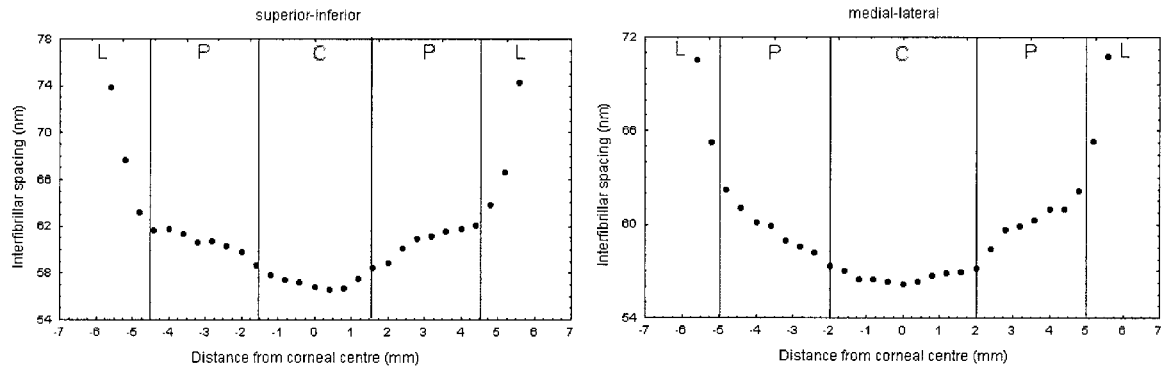 superior-inferior
L P C P L
78
74
70
66
62
58
54
Interfibrillar spacing (nm)
-7 -6 -5 -4 -3 -2 -1 0 1 2 3 4 5 6 7
Distance from corneal centre (mm)
medial-lateral
L P C P L
72
66
60
54
Interfibrillar spacing (nm)
-7 -6 -5 -4 -3 -2 -1 0 1 2 3 4 5 6 7
Distance from corneal centre (mm)